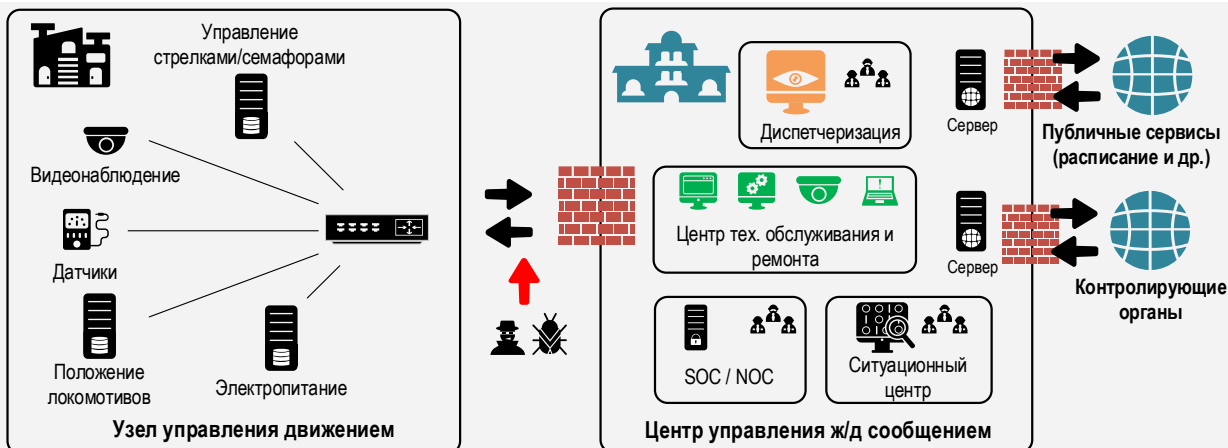 Управление
стрелками/семафорами
Видеонаблюдение
Датчики
Положение
локомотивов
Электропитание
Узел управления движением
Диспетчеризация
Центр тех. обслуживания и
ремонта
SOC / NOC
Ситуационный
центр
Сервер
Сервер
Центр управления ж/д сообщением
Публичные сервисы
(расписание и др.)
Контролирующие
органы